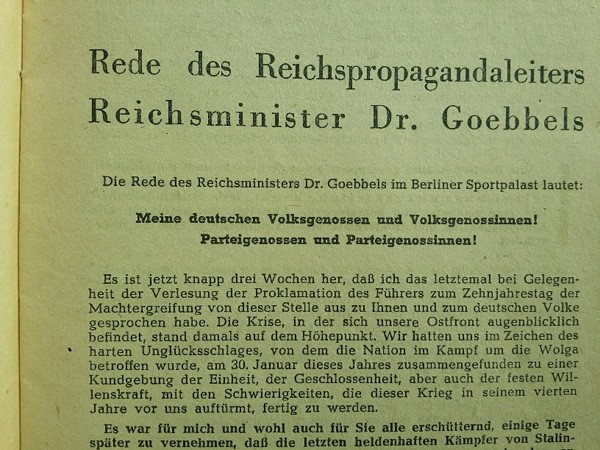 Rede des Reichspropagandaleiters
Reichsminister Dr. Goebbels
Die Rede des Reichsministers Dr. Goebbels im Berliner Sportpalast lautet:
Meine deutschen Volksgenossen und Volksgenossinnen!
Parteigenossen und Parteigenossinnen!
Es ist jetzt knapp drei Wochen her, daß ich das letztemal bei Gelegen-
heit der Verlesung der Proklamation des Führers zum Zehnjahrestag der
Machtergreifung von dieser Stelle aus zu Ihnen und zum deutschen Volke
gesprochen habe. Die Krise, in der sich unsere Ostfront augenblicklich
befindet, stand damals auf dem Höhepunkt. Wir hatten uns im Zeichen des
harten Unglücksschlages, von dem die Nation im Kampf um die Wolga
betroffen wurde, am 30. Januar dieses Jahres zusammengefunden zu einer
Kundgebung der Einheit, der Geschlossenheit, aber auch der festen Wil-
lenskraft, mit den Schwierigkeiten, die dieser Krieg in seinem vierten
Jahre vor uns auftürmt, fertig zu werden.
Es war für mich und wohl auch für Sie alle erschütternd, einige Tage
später zu vernehmen, daß die letzten heldenhaften Kämpfer von Stalin-